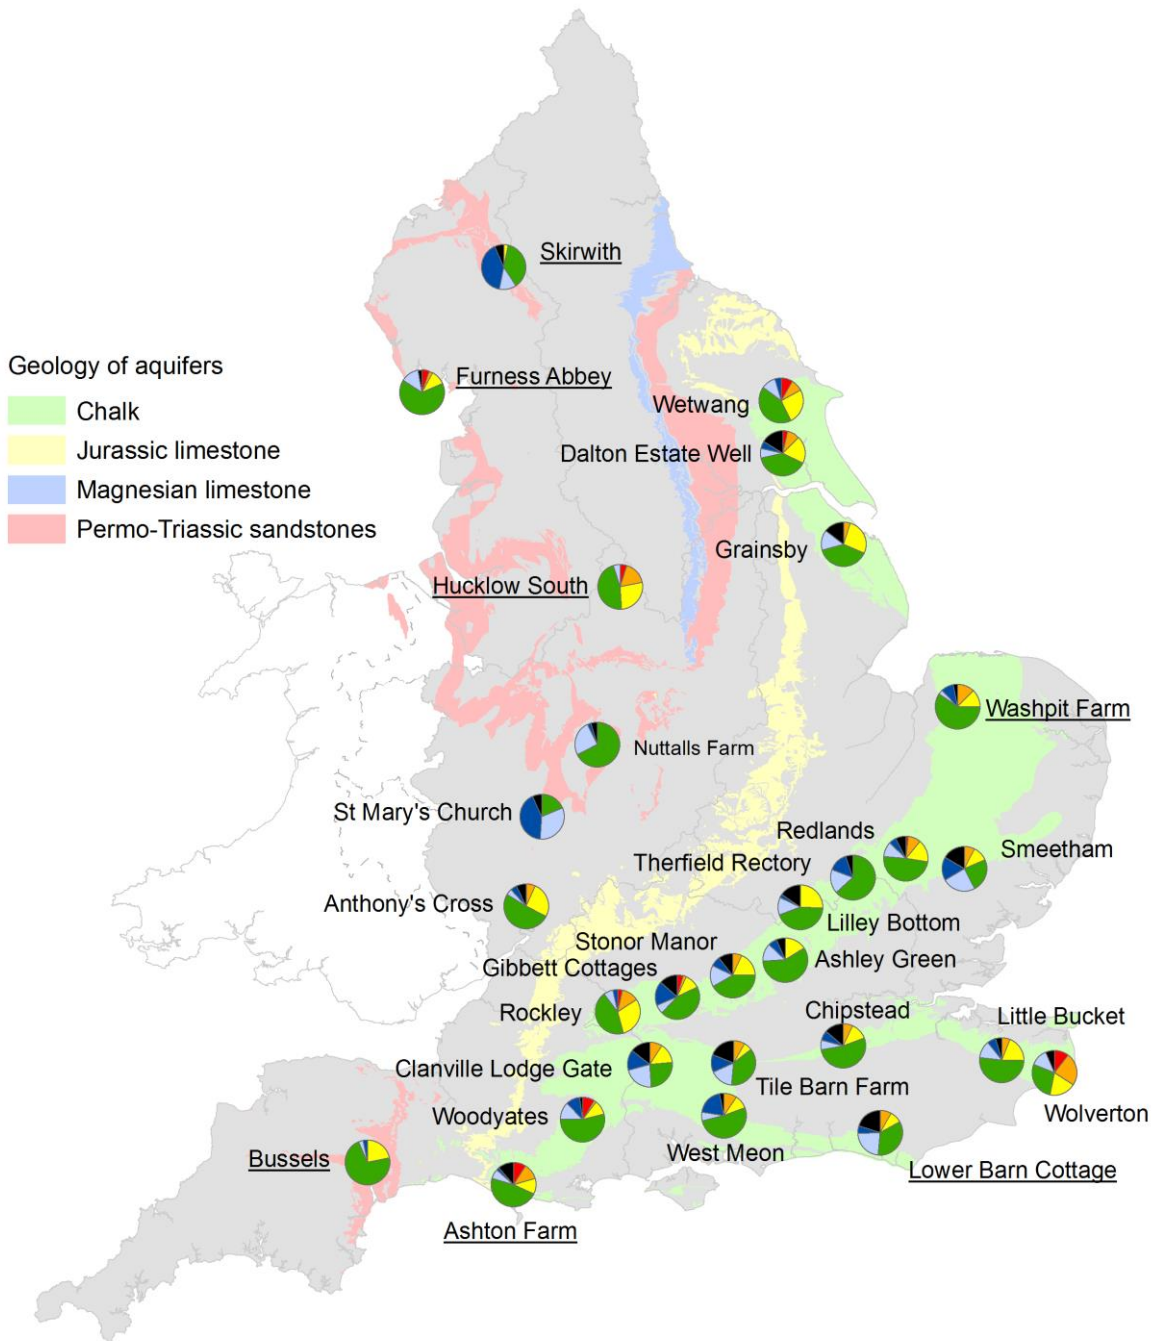 Skirwith
Geology of aquifers
Furness Abbey
Chalk
Wetwang
Jurassic limestone
Dalton Estate Well
Magnesian limestone
Permo-Triassic sandstones
Grainsby
Hucklow South
Washpit Farm
Nuttalls Farm
St Mary's Church
Redlands
Smeetham
Therfield Rectory
Anthony's Cross
Lilley Bottom
Stonor Manor
Ashley Green
Gibbett Cottages
Rockley
Chipstead
Little Bucket
Clanville Lodge Gate
Tile Barn Farm
Wolverton
Woodyates
West Meon
Bussels
Lower Barn Cottage
Ashton Farm